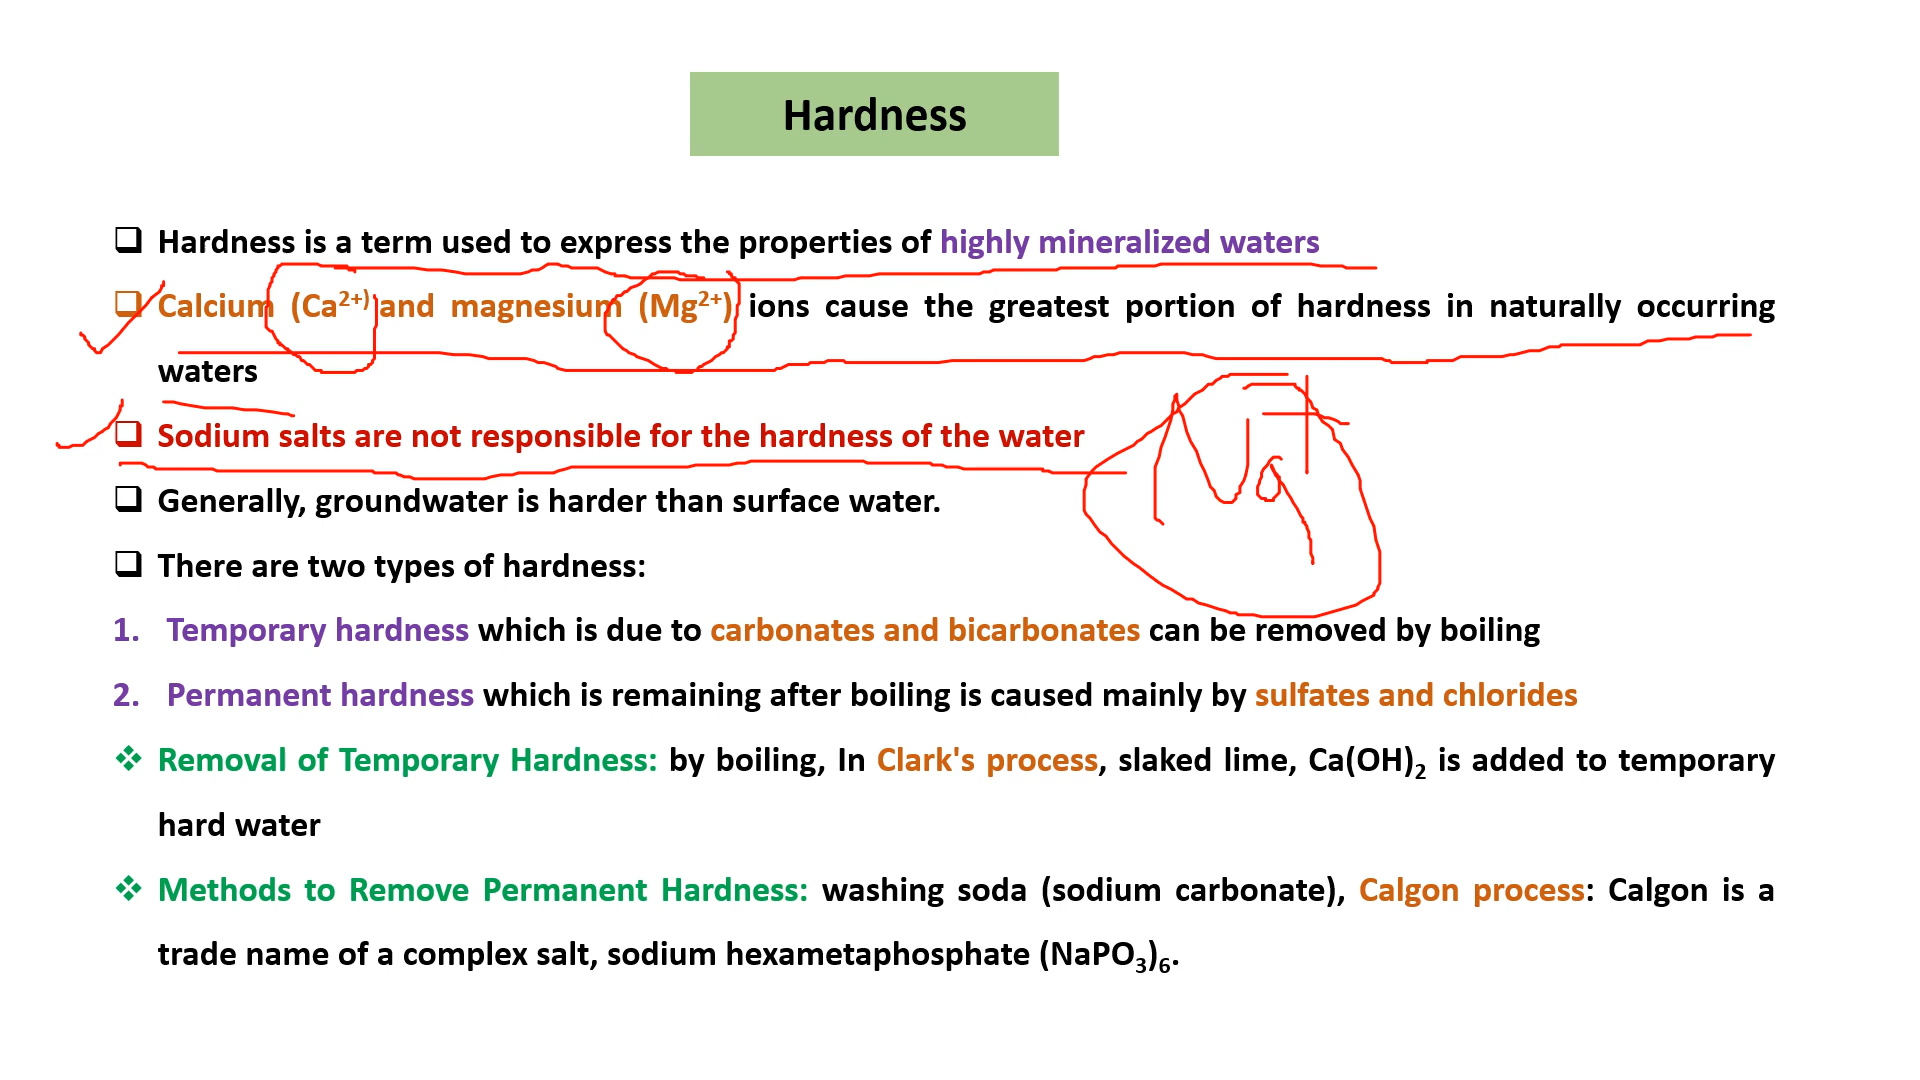 Hardness
❑ Hardness is a term used to express the properties of highly mineralized waters
❑ Calcium (Ca²⁺⁾ and magnesium (Mg²⁺) ions cause the greatest portion of hardness in naturally occurring
waters
❑ Sodium salts are not responsible for the hardness of the water
Na⁺
❑ Generally, groundwater is harder than surface water.
❑ There are two types of hardness:
1. Temporary hardness which is due to carbonates and bicarbonates can be removed by boiling
2. Permanent hardness which is remaining after boiling is caused mainly by sulfates and chlorides
❖ Removal of Temporary Hardness: by boiling, In Clark's process, slaked lime, Ca(OH)₂ is added to temporary
hard water
❖ Methods to Remove Permanent Hardness: washing soda (sodium carbonate), Calgon process: Calgon is a
trade name of a complex salt, sodium hexametaphosphate (NaPO₃)₆.